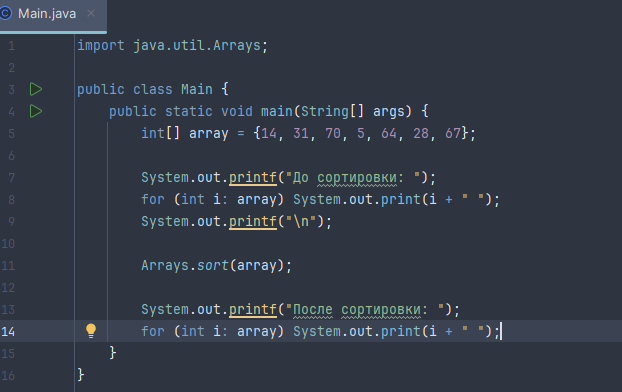 Main.java
1 import java.util.Arrays;
2
3 public class Main {
4 public static void main(String[] args) {
5 int[] array = {14, 31, 70, 5, 64, 28, 67};
6
7 System.out.printf("До сортировки: ");
8 for (int i: array) System.out.print(i + " ");
9 System.out.printf("\n");
10
11 Arrays.sort(array);
12
13 System.out.printf("После сортировки: ");
14 for (int i: array) System.out.print(i + " ");
15 }
16 }